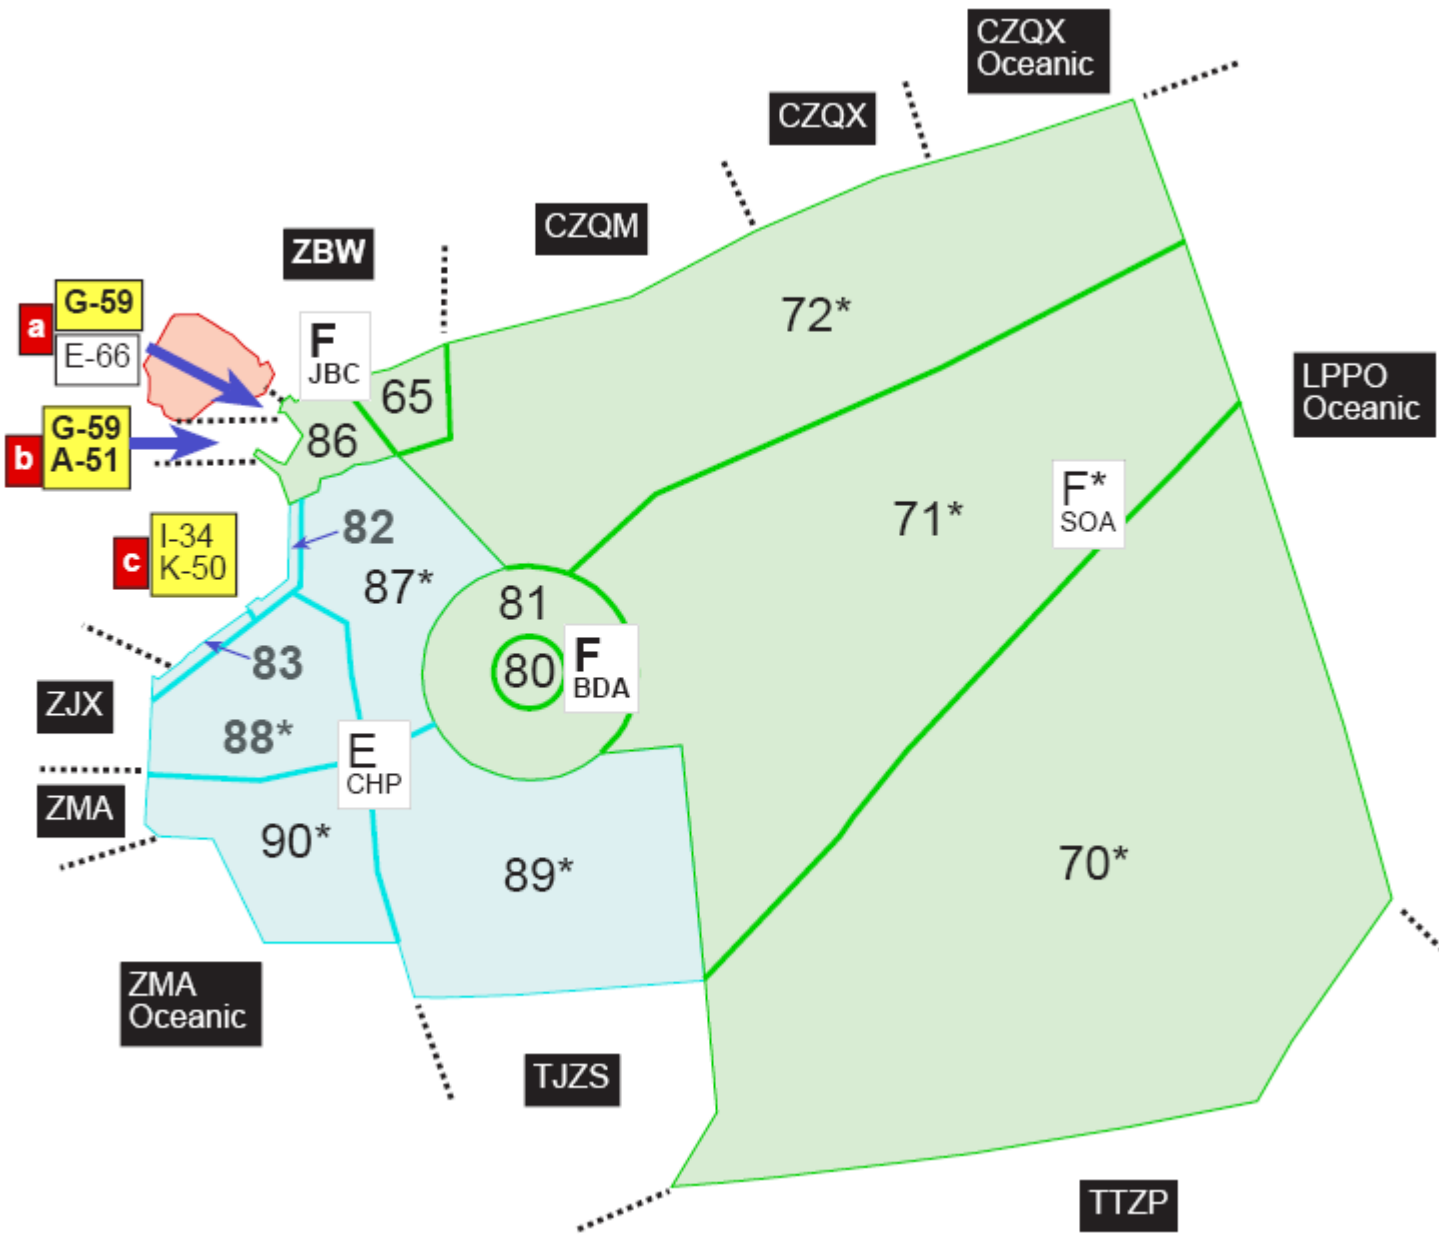 CZQX
Oceanic
CZQX
CZQM
ZBW
a
G-59
E-66
F
JBC
72*
65
LPPO
Oceanic
b
G-59
A-51
86
F*
SOA
71*
c
I-34
K-50
82
87*
81
83
80
F
BDA
ZJX
88*
E
CHP
ZMA
90*
89*
70*
ZMA
Oceanic
TJZS
TTZP